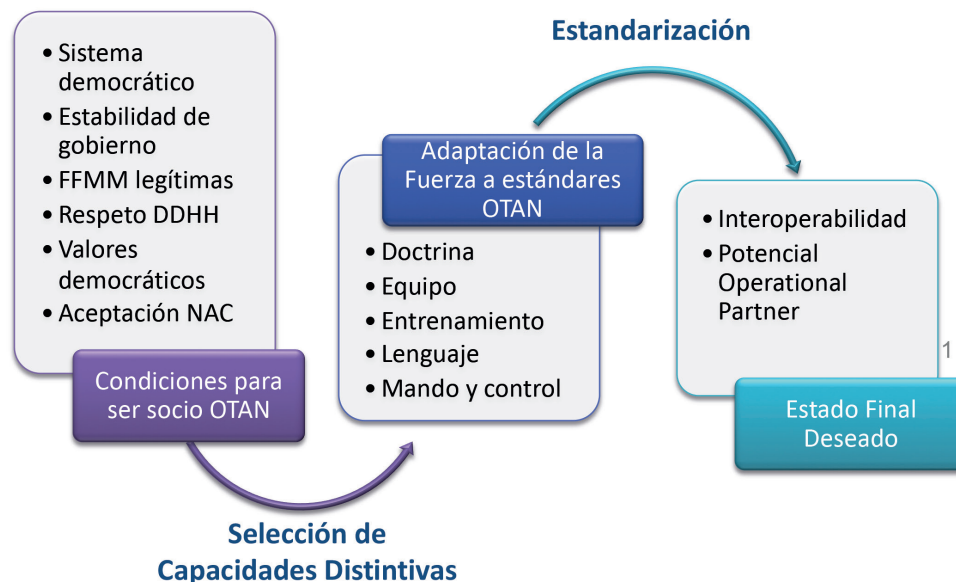 • Sistema
democrático
• Estabilidad de
gobierno
• FFMM legítimas
• Respeto DDHH
• Valores
democráticos
• Aceptación NAC
Condiciones para
ser socio OTAN
Selección de
Capacidades Distintivas
Adaptación de la
Fuerza a estándares
OTAN
• Doctrina
• Equipo
• Entrenamiento
• Lenguaje
• Mando y control
Estandarización
• Interoperabilidad
• Potencial
Operational
Partner
1
Estado Final
Deseado